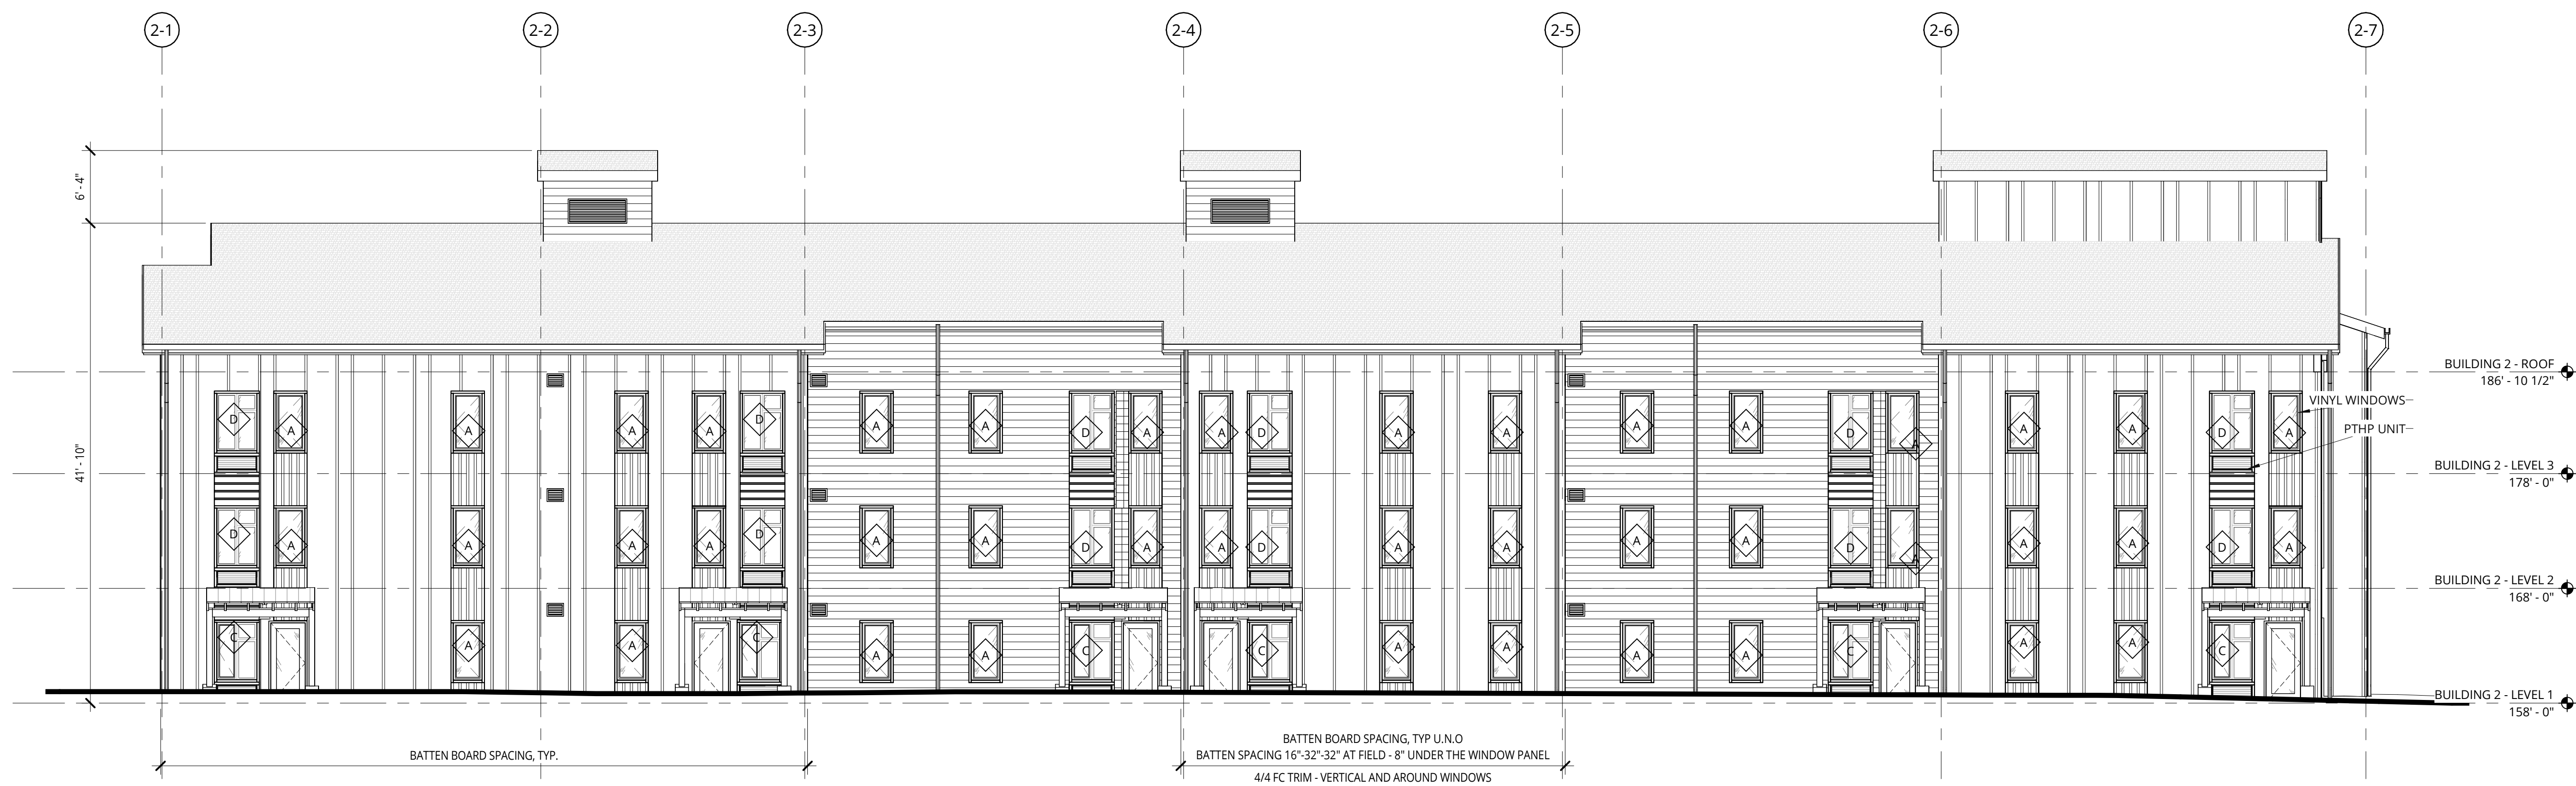 2-1 2-2 2-3 2-4 2-5 2-6 2-7
6' - 4"
41' - 10"
BUILDING 2 - ROOF
186' - 10 1/2"
D A A A A D A A D A A D A A A A D A A A D A
VINYL WINDOWS
PTHP UNIT
BUILDING 2 - LEVEL 3
178' - 0"
D A A A A D A A D A A D A A A A D A A A D A
BUILDING 2 - LEVEL 2
168' - 0"
C A A C A A C C A A A A C A A C
BUILDING 2 - LEVEL 1
158' - 0"
BATTEN BOARD SPACING, TYP.
BATTEN BOARD SPACING, TYP U.N.O
BATTEN SPACING 16"-32"-32" AT FIELD - 8" UNDER THE WINDOW PANEL
4/4 FC TRIM - VERTICAL AND AROUND WINDOWS